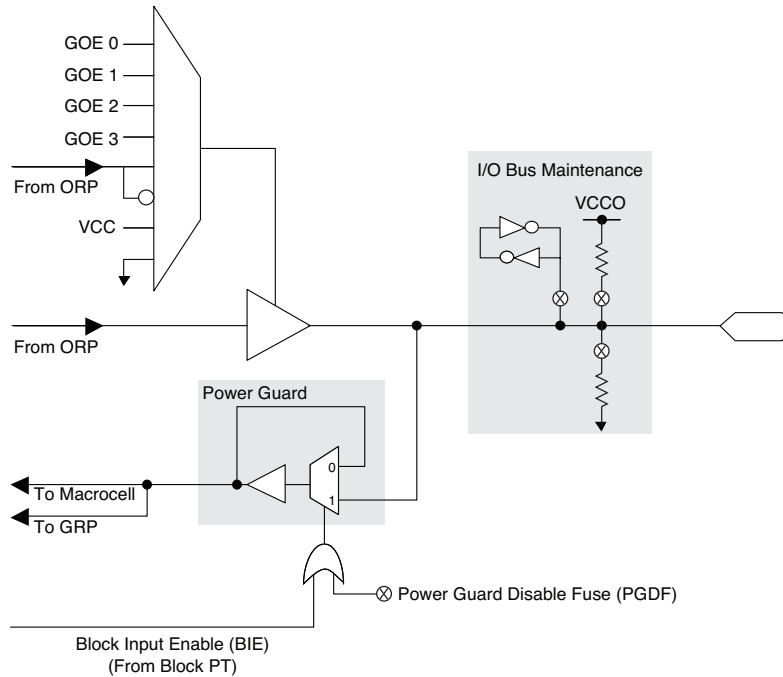 GOE 0
GOE 1
GOE 2
GOE 3
From ORP
VCC
From ORP
I/O Bus Maintenance
VCCO
Power Guard
0
1
To Macrocell
To GRP
Power Guard Disable Fuse (PGDF)
Block Input Enable (BIE)
(From Block PT)